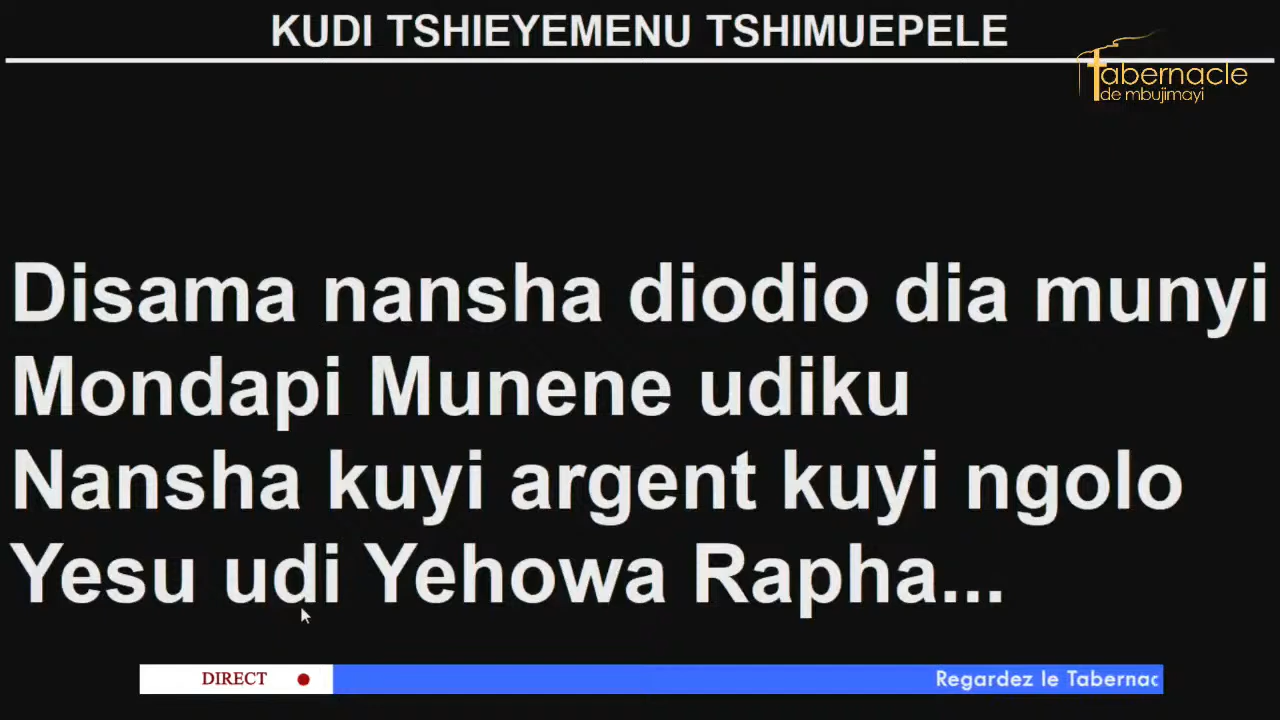 KUDI TSHIEYEMENU TSHIMUEPELE
Tabernacle
de mbujimayi
Disama nansha diodio dia munyi
Mondapi Munene udiku
Nansha kuyi argent kuyi ngolo
Yesu udi Yehowa Rapha...
DIRECT
Regardez le Tabernac